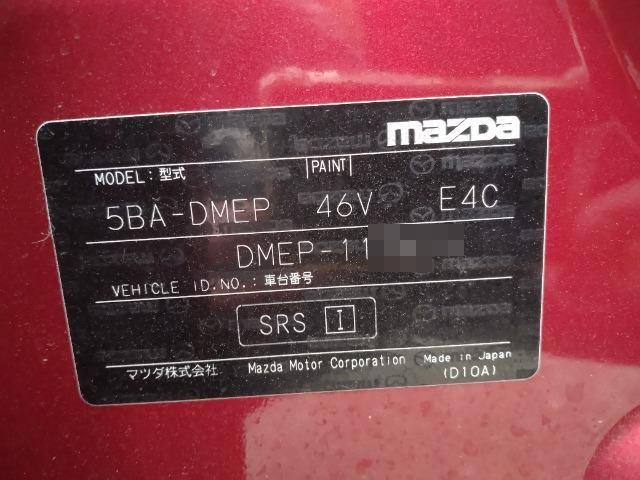 mazDa
MODEL: 型式 PAINT
5BA-DMEP 46V E4C
DMEP-11
VEHICLE ID.NO.: 車台番号
SRS I
マツダ株式会社 Mazda Motor Corporation Made in Japan
(D10A)